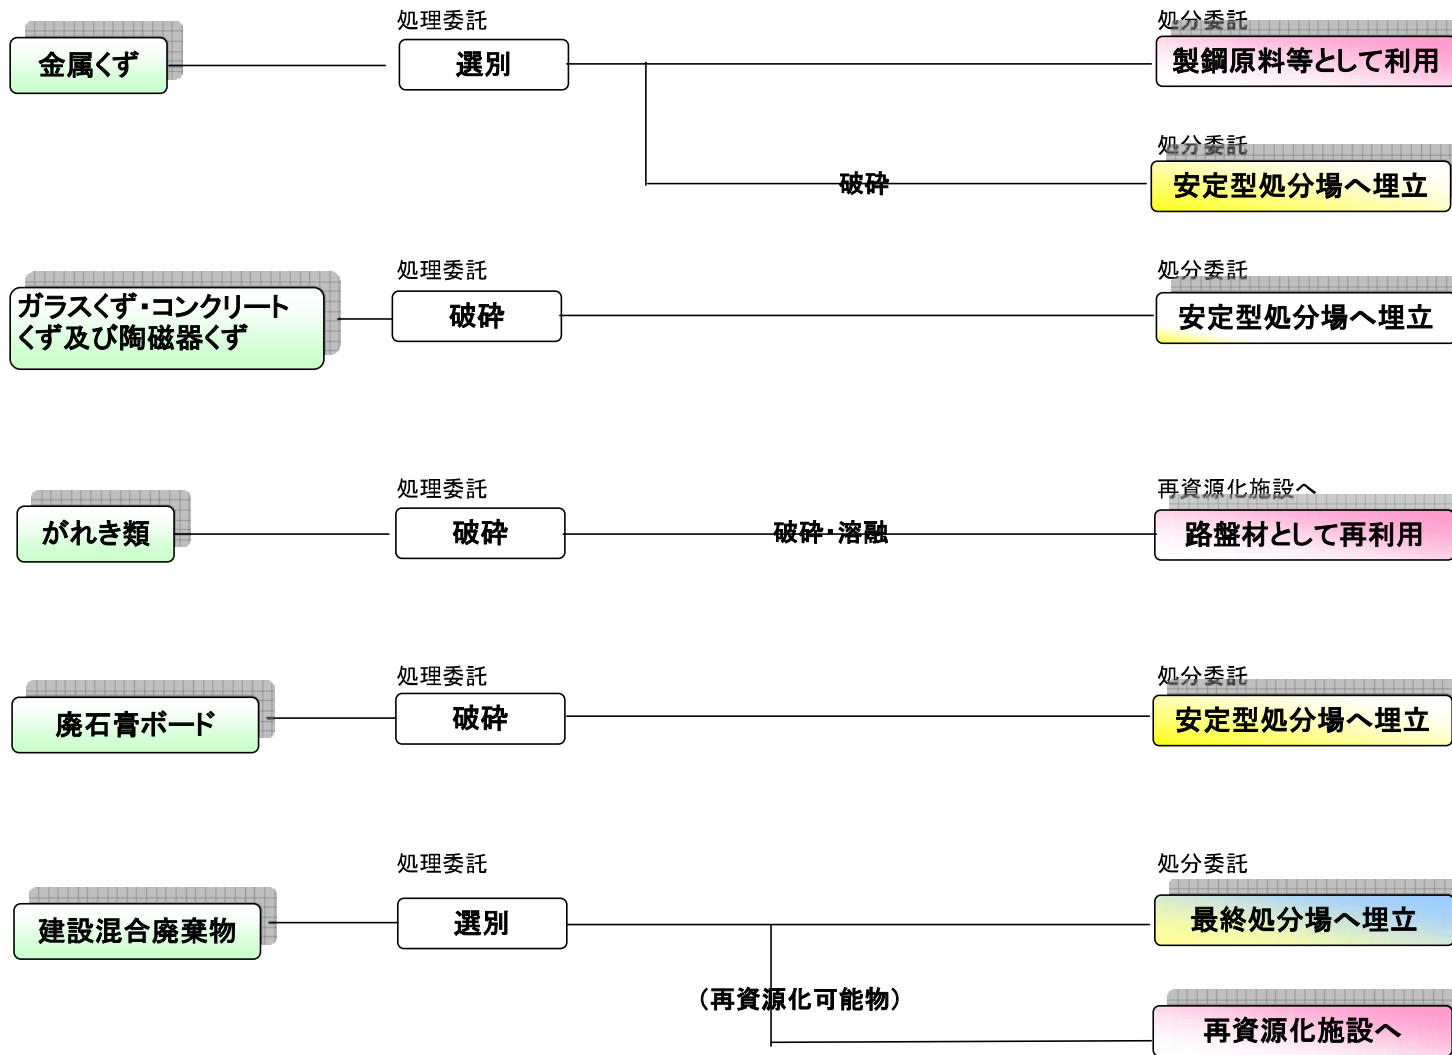 処理委託
処分委託
金属くず
選別
製鋼原料等として利用
処分委託
破砕
安定型処分場へ埋立
処理委託
処分委託
ガラスくず・コンクリート
くず及び陶磁器くず
破砕
安定型処分場へ埋立
処理委託
再資源化施設へ
がれき類
破砕
破砕・溶融
路盤材として再利用
処理委託
処分委託
廃石膏ボード
破砕
安定型処分場へ埋立
処理委託
処分委託
建設混合廃棄物
選別
最終処分場へ埋立
（再資源化可能物）
再資源化施設へ